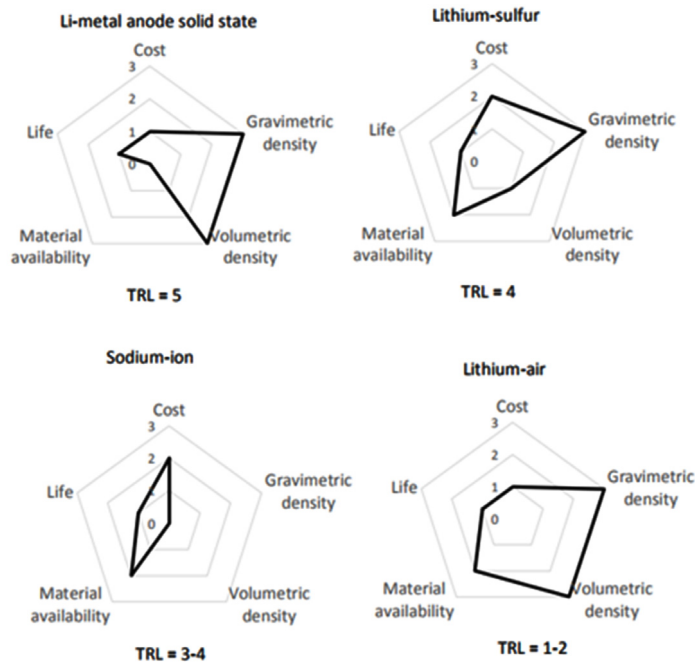 Li-metal anode solid state
Cost
3
2
1
0
Life
Gravimetric
density
Material
availability
Volumetric
density
TRL = 5
Lithium-sulfur
Cost
3
2
1
0
Life
Gravimetric
density
Material
availability
Volumetric
density
TRL = 4
Sodium-ion
Cost
3
2
1
0
Life
Gravimetric
density
Material
availability
Volumetric
density
TRL = 3-4
Lithium-air
Cost
3
2
1
0
Life
Gravimetric
density
Material
availability
Volumetric
density
TRL = 1-2